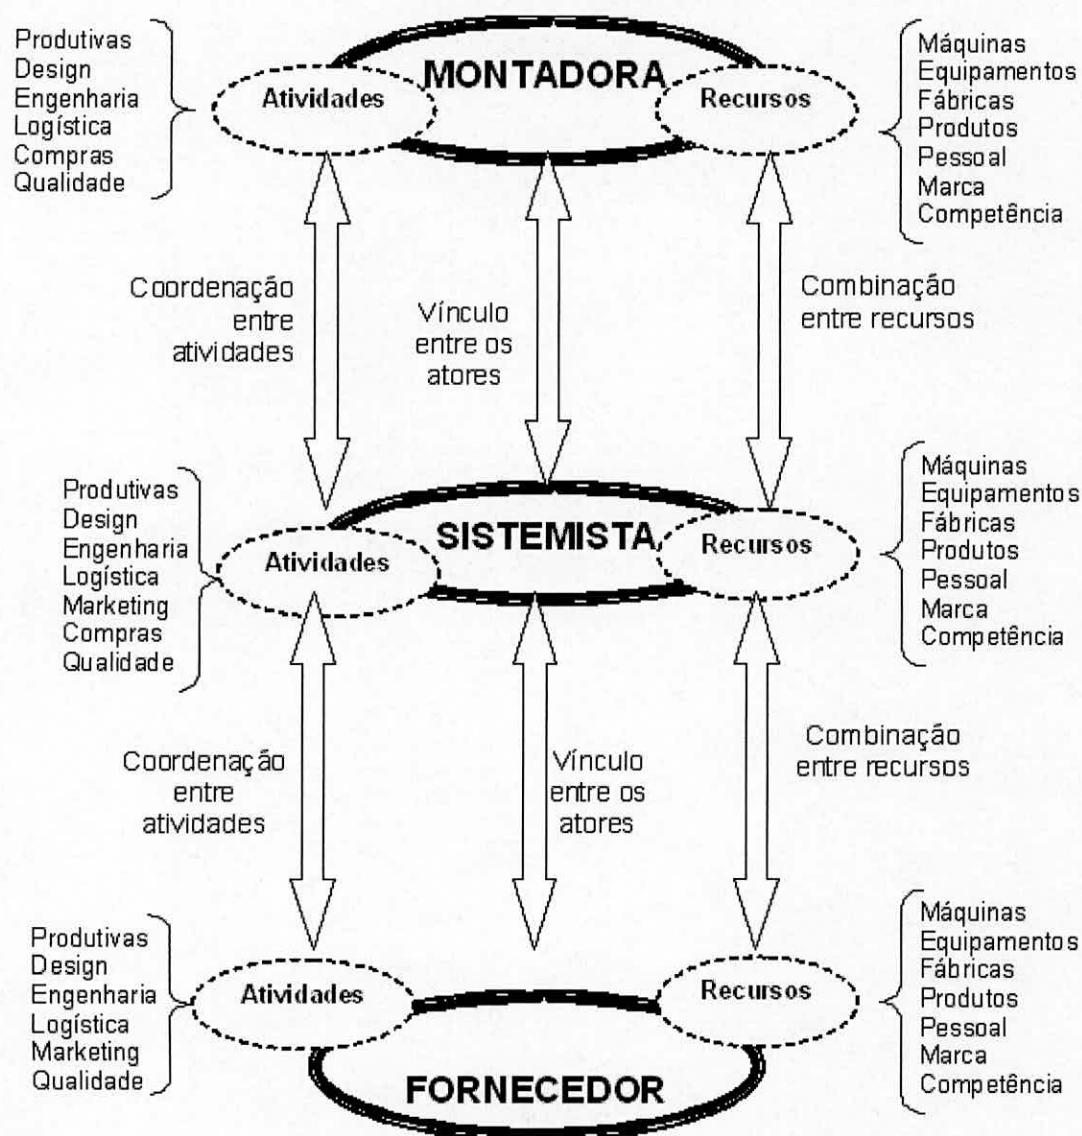 Produtivas
Design
Engenharia
Logística
Compras
Qualidade
Atividades
MONTADORA
Recursos
Máquinas
Equipamentos
Fábricas
Produtos
Pessoal
Marca
Competência
Coordenação
entre
atividades
Vínculo
entre os
atores
Combinação
entre recursos
Produtivas
Design
Engenharia
Logística
Marketing
Compras
Qualidade
Atividades
SISTEMISTA
Recursos
Máquinas
Equipamentos
Fábricas
Produtos
Pessoal
Marca
Competência
Coordenação
entre
atividades
Vínculo
entre os
atores
Combinação
entre recursos
Produtivas
Design
Engenharia
Logística
Marketing
Qualidade
Atividades
Recursos
FORNECEDOR
Máquinas
Equipamentos
Fábricas
Produtos
Pessoal
Marca
Competência